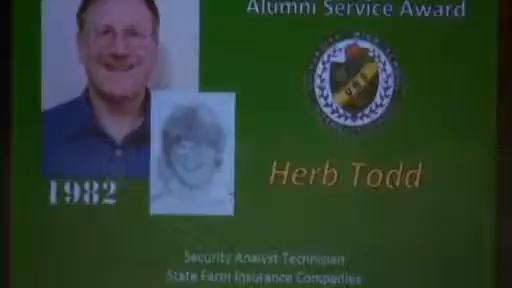 Alumni Service Award
Herb Todd
1982
Security Analyst Technician
State Farm Insurance Companies